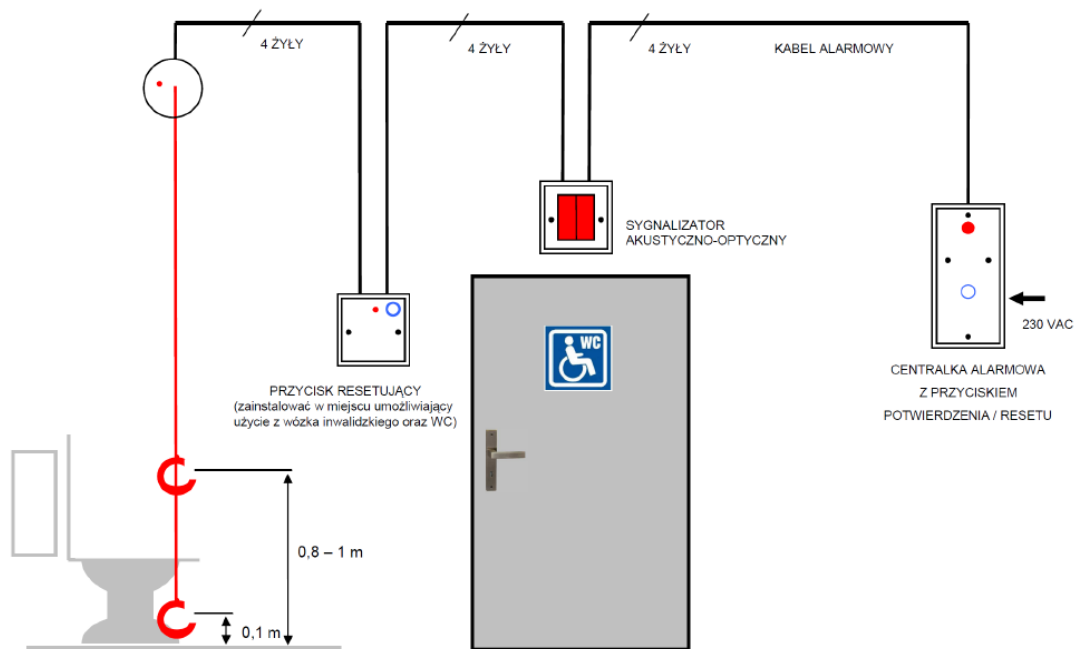 4 ŻYŁY
4 ŻYŁY
4 ŻYŁY
KABEL ALARMOWY
SYGNALIZATOR
AKUSTYCZNO-OPTYCZNY
WC
230 VAC
PRZYCISK RESETUJĄCY
(zainstalować w miejscu umożliwiający
użycie z wózka inwalidzkiego oraz WC)
CENTRALKA ALARMOWA
Z PRZYCISKIEM
POTWIERDZENIA / RESETU
0,8 – 1 m
0,1 m